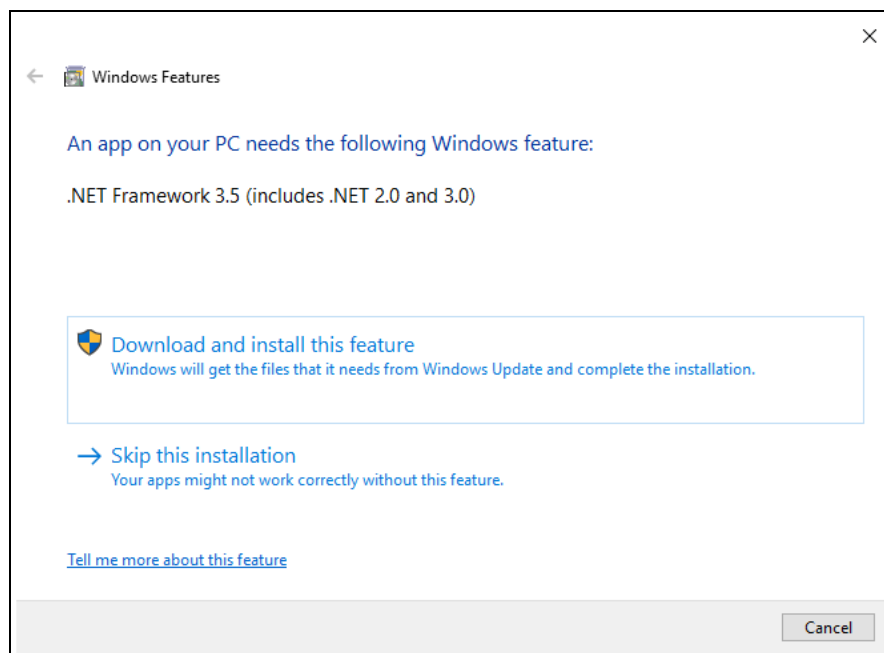 Windows Features
An app on your PC needs the following Windows feature:
.NET Framework 3.5 (includes .NET 2.0 and 3.0)
Download and install this feature
Windows will get the files that it needs from Windows Update and complete the installation.
Skip this installation
Your apps might not work correctly without this feature.
Tell me more about this feature
Cancel